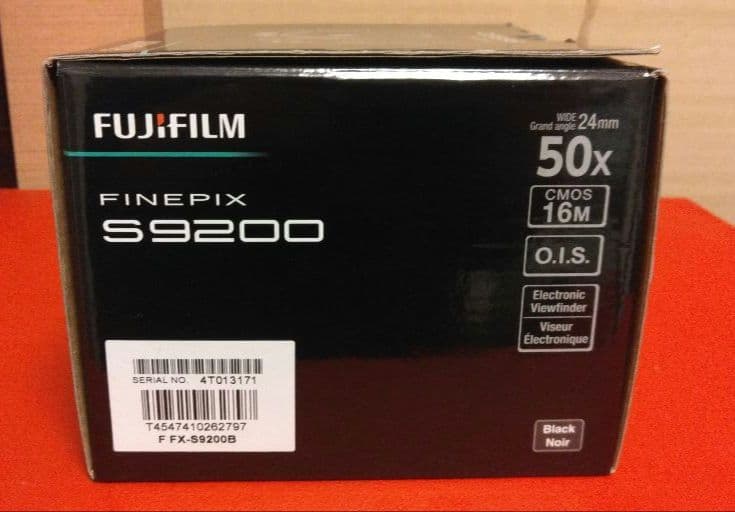 FUJIFILM
FINEPIX
S9200
WIDE
Grand angle 24mm
50X
CMOS
16M
O.I.S.
Electronic
Viewfinder
Viseur
Électronique
SERIAL NO. 4T013171
T4547410262797
F FX-S9200B
Black
Noir